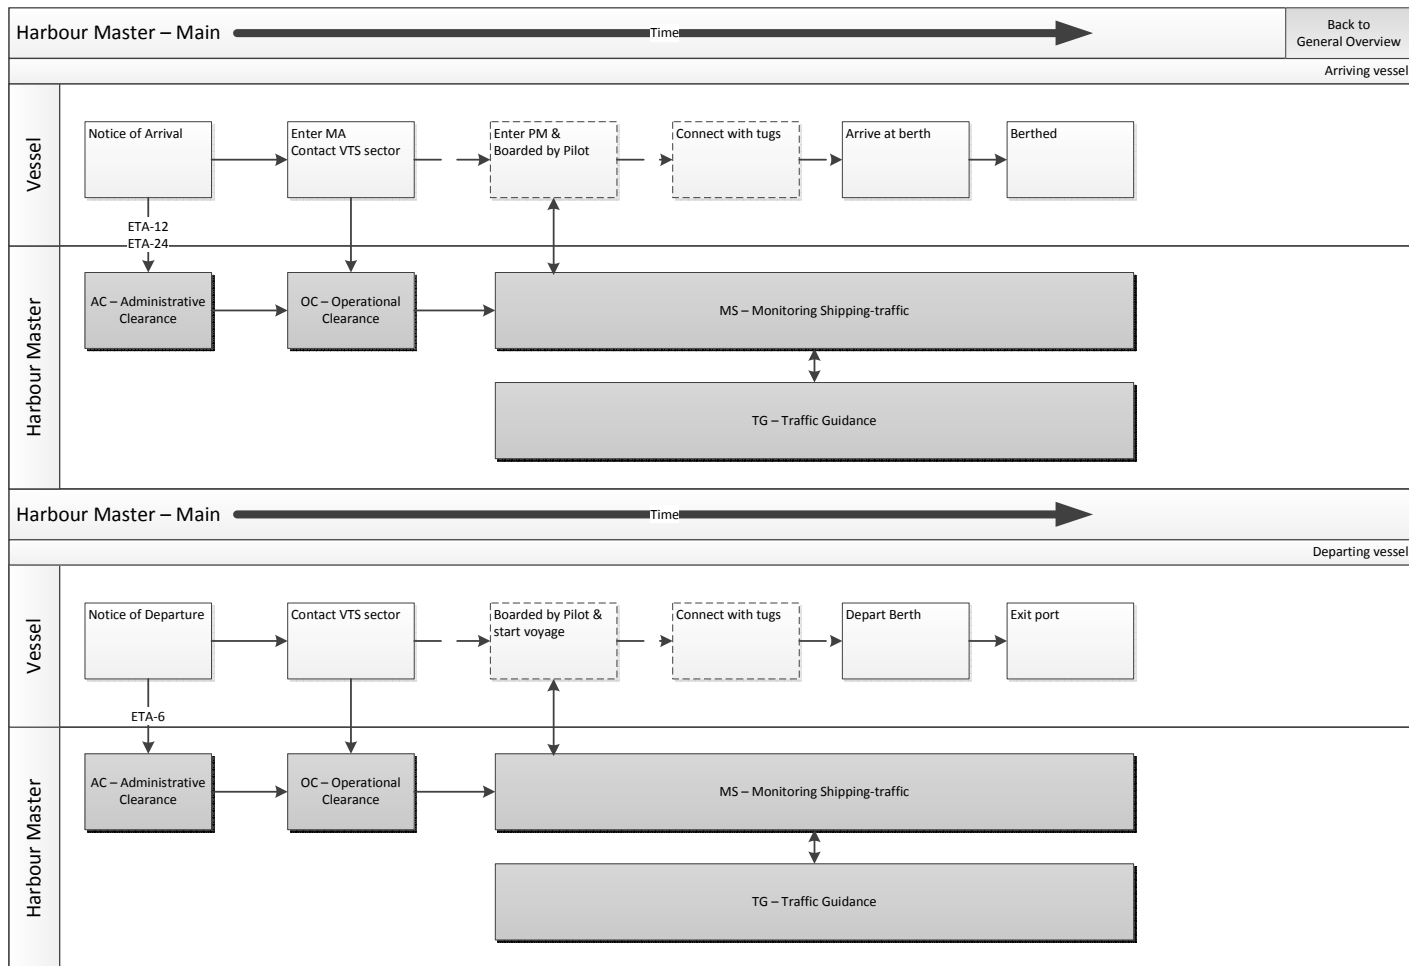 Harbour Master – Main
Time
Back to
General Overview
Arriving vessel
Vessel
Notice of Arrival
Enter MA
Contact VTS sector
Enter PM &
Boarded by Pilot
Connect with tugs
Arrive at berth
Berthed
ETA-12
ETA-24
Harbour Master
AC – Administrative
Clearance
OC – Operational
Clearance
MS – Monitoring Shipping-traffic
TG – Traffic Guidance
Harbour Master – Main
Time
Departing vessel
Vessel
Notice of Departure
Contact VTS sector
Boarded by Pilot &
start voyage
Connect with tugs
Depart Berth
Exit port
ETA-6
Harbour Master
AC – Administrative
Clearance
OC – Operational
Clearance
MS – Monitoring Shipping-traffic
TG – Traffic Guidance